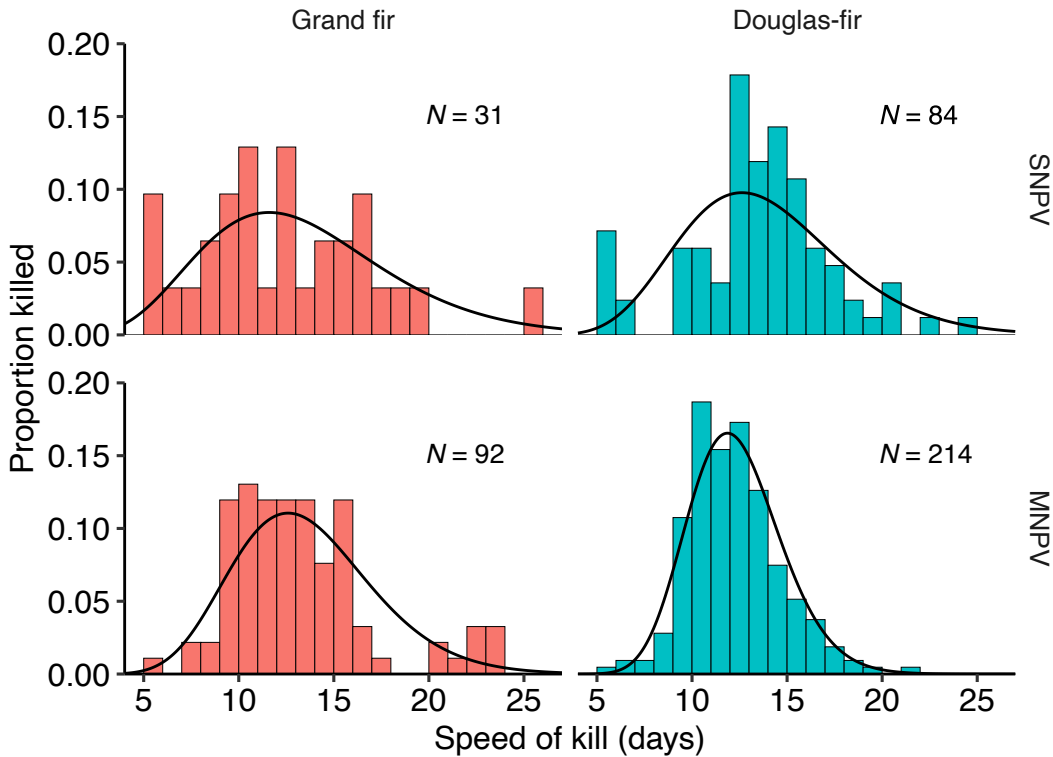 Grand fir
Douglas-fir
Proportion killed
0.20
0.15
0.10
0.05
0.00
N = 31
N = 84
SNPV
0.20
0.15
0.10
0.05
0.00
N = 92
N = 214
MNPV
5 10 15 20 25
5 10 15 20 25
Speed of kill (days)